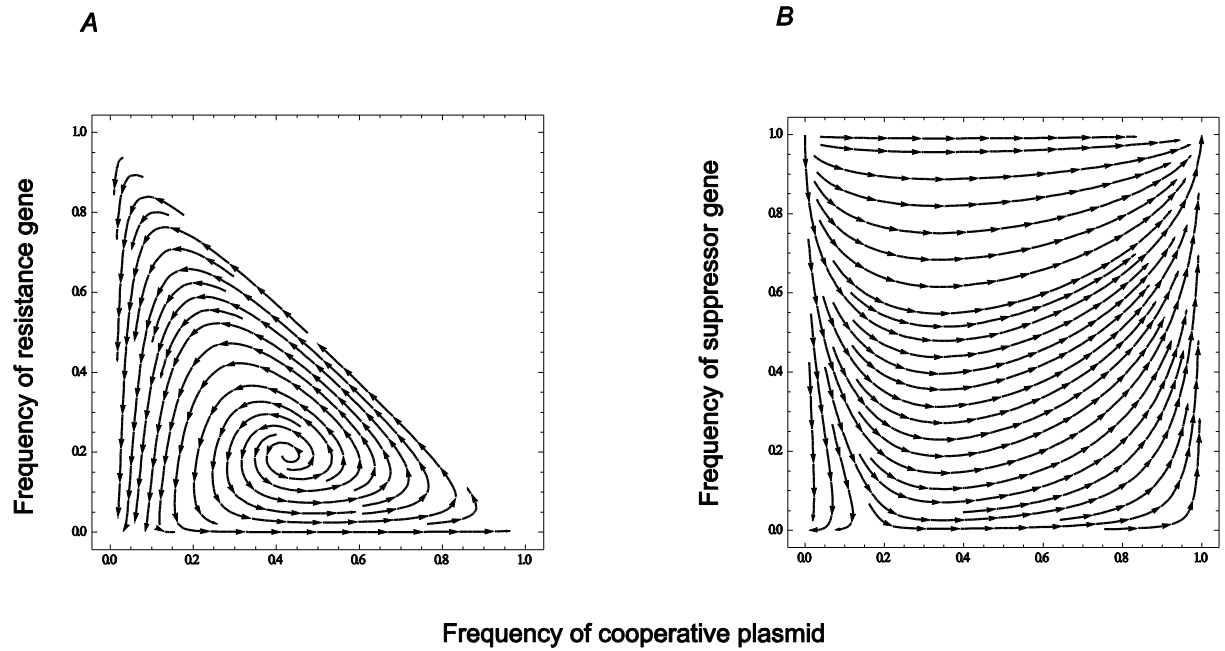 A
B
Frequency of resistance gene
1.0
0.8
0.6
0.4
0.2
0.0
0.0 0.2 0.4 0.6 0.8 1.0
Frequency of suppressor gene
1.0
0.8
0.6
0.4
0.2
0.0
0.0 0.2 0.4 0.6 0.8 1.0
Frequency of cooperative plasmid